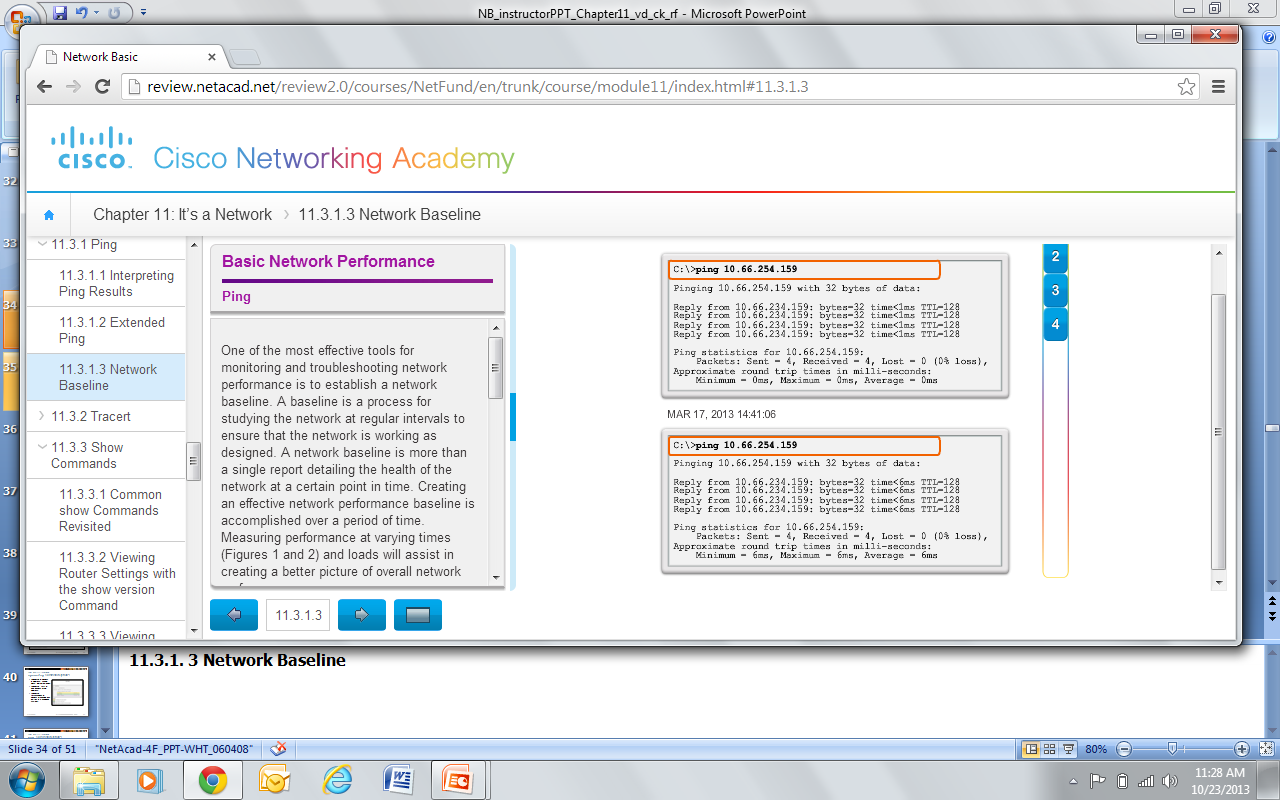 NB_instructorPPT_Chapter11_vd_ck_rf - Microsoft PowerPoint
Network Basic
review.netacad.net/review2.0/courses/NetFund/en/trunk/course/module11/index.html#11.3.1.3
CISCO
Cisco Networking Academy
Chapter 11: It's a Network
11.3.1.3 Network Baseline
11.3.1 Ping
11.3.1.1 Interpreting
Ping Results
11.3.1.2 Extended
Ping
11.3.1.3 Network
Baseline
11.3.2 Tracert
11.3.3 Show
Commands
11.3.3.1 Common
show Commands
Revisited
11.3.3.2 Viewing
Router Settings with
the show version
Command
11.3.3.3 Viewing
Basic Network Performance
Ping
One of the most effective tools for
monitoring and troubleshooting network
performance is to establish a network
baseline. A baseline is a process for
studying the network at regular intervals to
ensure that the network is working as
designed. A network baseline is more than
a single report detailing the health of the
network at a certain point in time. Creating
an effective network performance baseline is
accomplished over a period of time.
Measuring performance at varying times
(Figures 1 and 2) and loads will assist in
creating a better picture of overall network
11.3.1.3
C:\>ping 10.66.254.159
Pinging 10.66.254.159 with 32 bytes of data:
Reply from 10.66.234.159: bytes=32 time<1ms TTL=128
Reply from 10.66.234.159: bytes=32 time<1ms TTL=128
Reply from 10.66.234.159: bytes=32 time<1ms TTL=128
Reply from 10.66.234.159: bytes=32 time<1ms TTL=128
Ping statistics for 10.66.254.159:
Packets: Sent = 4, Received = 4, Lost = 0 (0% loss),
Approximate round trip times in milli-seconds:
Minimum = 0ms, Maximum = 0ms, Average = 0ms
MAR 17, 2013 14:41:06
C:\>ping 10.66.254.159
Pinging 10.66.254.159 with 32 bytes of data:
Reply from 10.66.234.159: bytes=32 time<6ms TTL=128
Reply from 10.66.234.159: bytes=32 time<6ms TTL=128
Reply from 10.66.234.159: bytes=32 time<6ms TTL=128
Reply from 10.66.234.159: bytes=32 time<6ms TTL=128
Ping statistics for 10.66.254.159:
Packets: Sent = 4, Received = 4, Lost = 0 (0% loss),
Approximate round trip times in milli-seconds:
Minimum = 6ms, Maximum = 6ms, Average = 6ms
2
3
4
32
33
34
35
36
37
38
39
40
11.3.1. 3 Network Baseline
Slide 34 of 51
"NetAcad-4F_PPT-WHT_060408"
80%
11:28 AM
10/23/2013